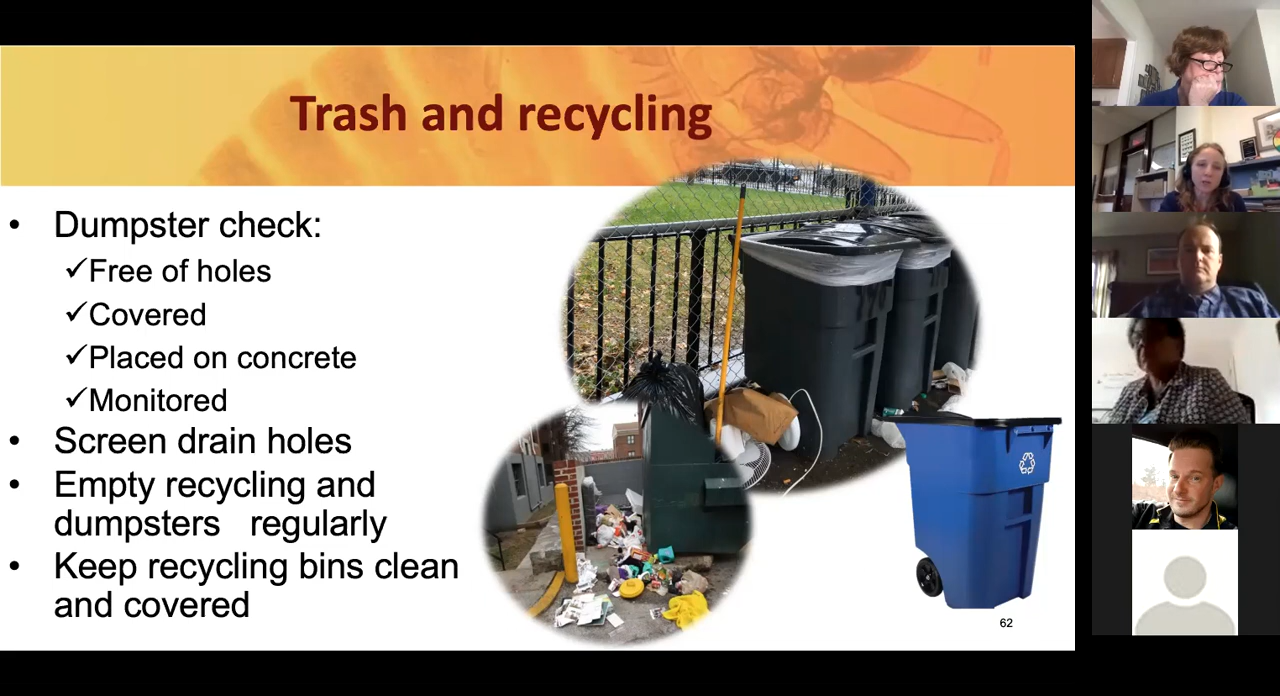 Trash and recycling
• Dumpster check:
✓Free of holes
✓Covered
✓Placed on concrete
✓Monitored
• Screen drain holes
• Empty recycling and
dumpsters regularly
• Keep recycling bins clean
and covered
62